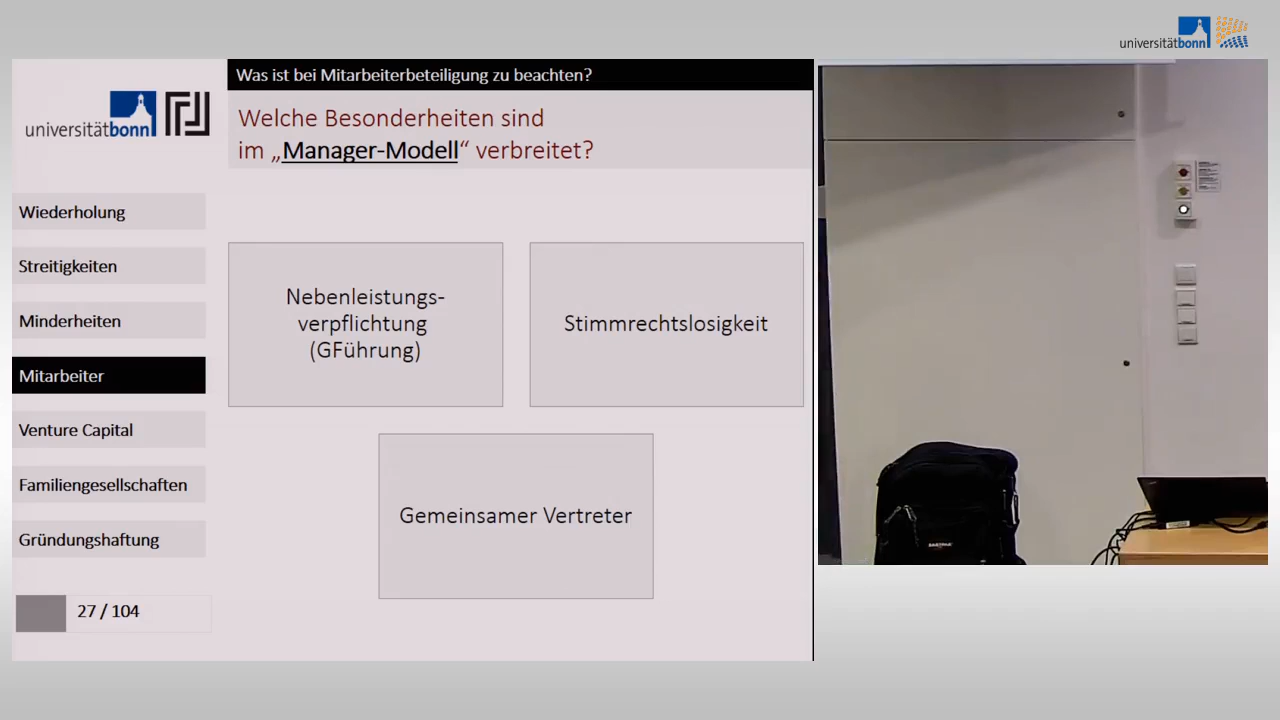 universitätbonn
Was ist bei Mitarbeiterbeteiligung zu beachten?
universitätbonn
Welche Besonderheiten sind
im „Manager-Modell“ verbreitet?
Wiederholung
Streitigkeiten
Minderheiten
Mitarbeiter
Venture Capital
Familiengesellschaften
Gründungshaftung
27 / 104
Nebenleistungs-
verpflichtung
(GFührung)
Stimmrechtslosigkeit
Gemeinsamer Vertreter
EASTPAK